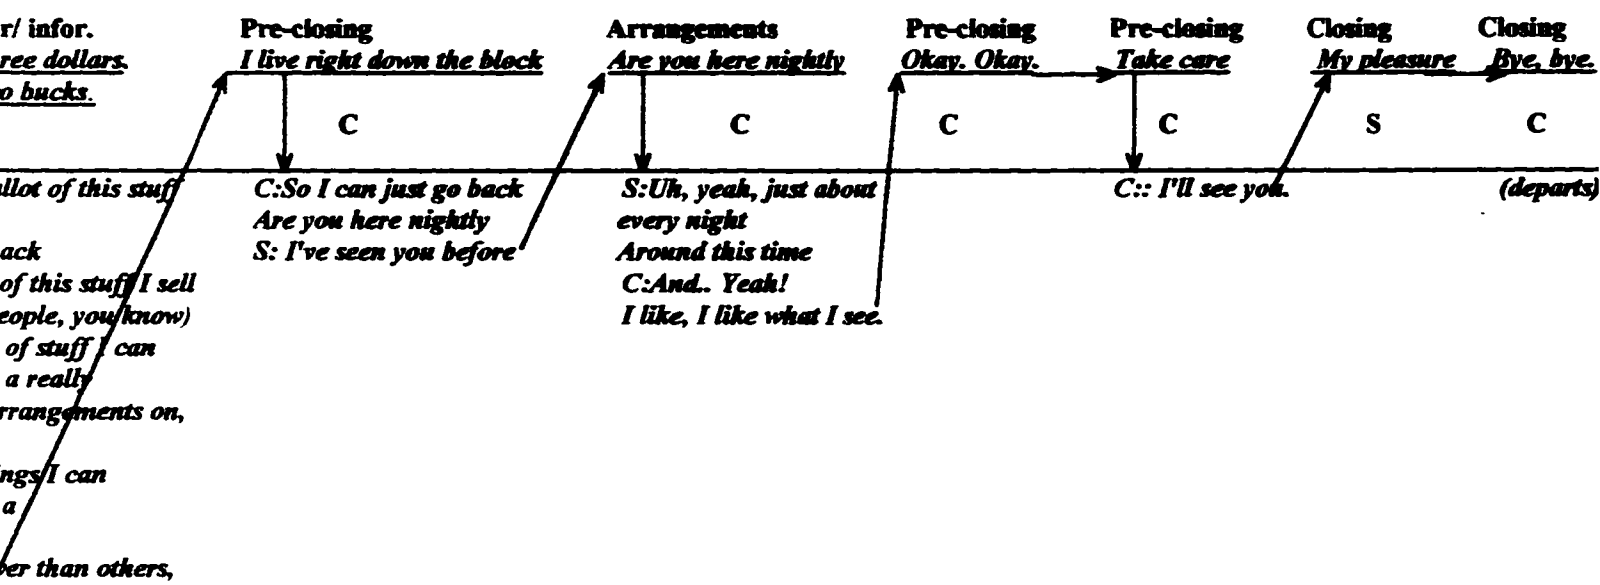 r/ infor. Pre-closing Arrangements Pre-closing Pre-closing Closing Closing
ree dollars. I live right down the block Are you here nightly Okay. Okay. Take care My pleasure Bye, bye.
o bucks.
C C C C S C
allot of this stuff C:So I can just go back S:Uh, yeah, just about C:: I'll see you. (departs)
Are you here nightly every night
ack S: I've seen you before Around this time
of this stuff I sell C:And.. Yeah!
eople, you know) I like, I like what I see.
of stuff I can
a really
rrangements on,
ings I can
a
per than others,